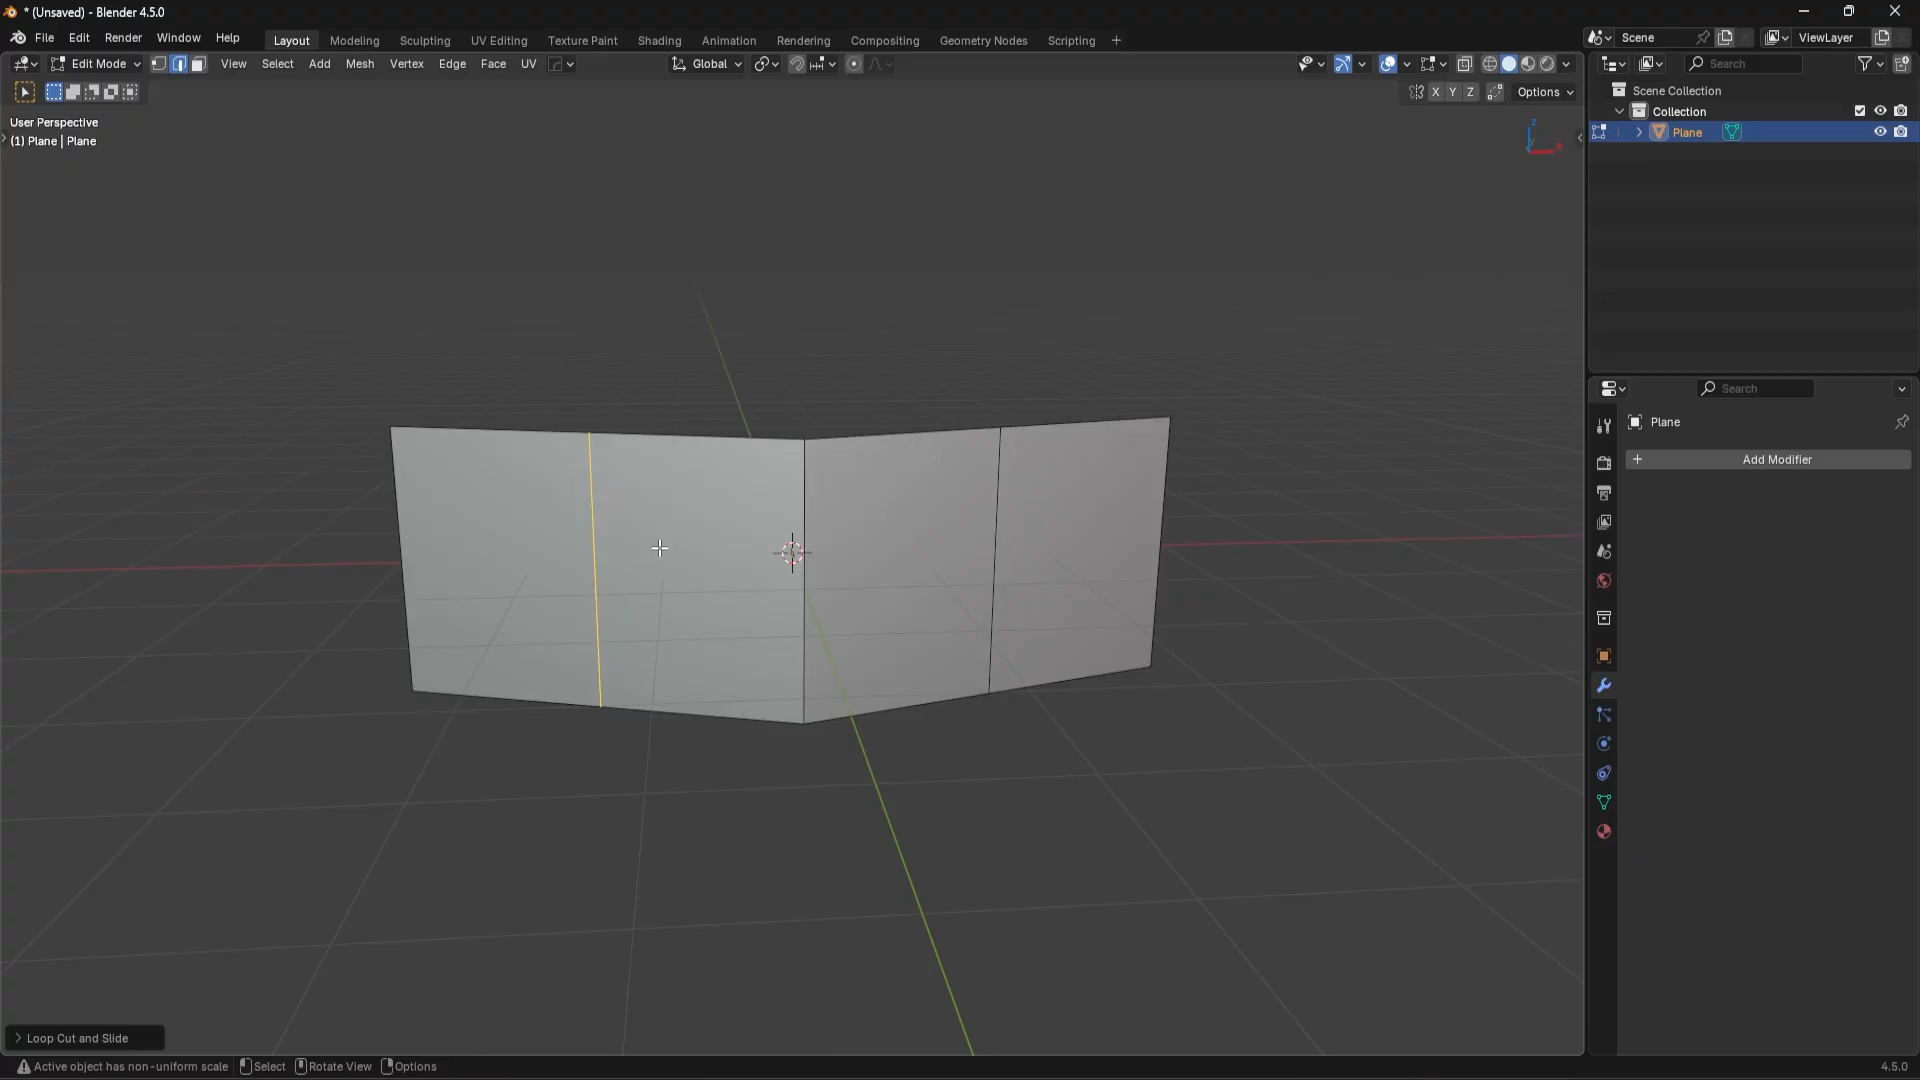 * (Unsaved) - Blender 4.5.0
File Edit Render Window Help Layout Modeling Sculpting UV Editing Texture Paint Shading Animation Rendering Compositing Geometry Nodes Scripting + Scene ViewLayer
Edit Mode View Select Add Mesh Vertex Edge Face UV Global Search
X Y Z Options
Scene Collection
User Perspective
Collection
(1) Plane | Plane
Plane
Z
Y
X
Search
Plane
+ Add Modifier
Loop Cut and Slide
Active object has non-uniform scale Select Rotate View Options 4.5.0